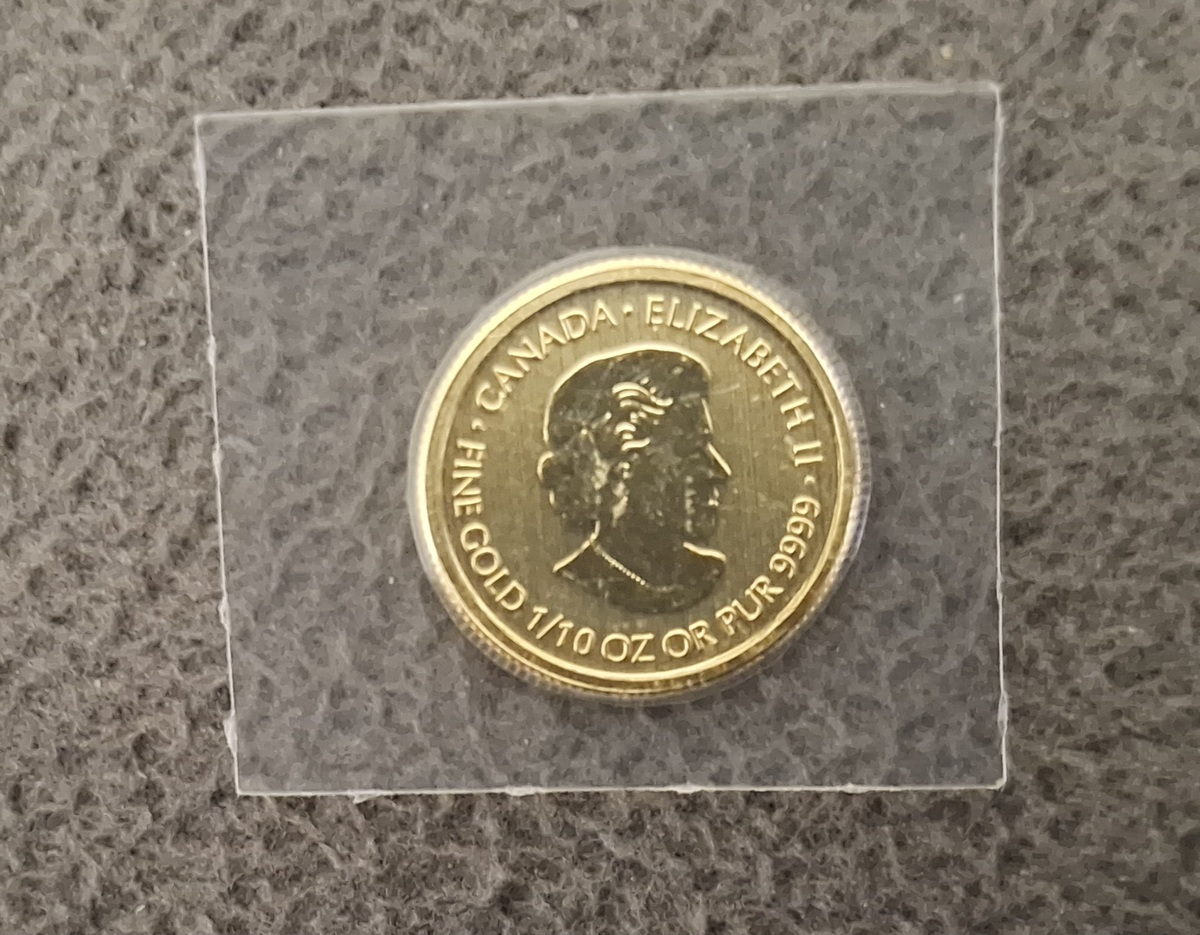 CANADA · ELIZABETH II · 9999
FINE GOLD 1/10 OZ OR PUR